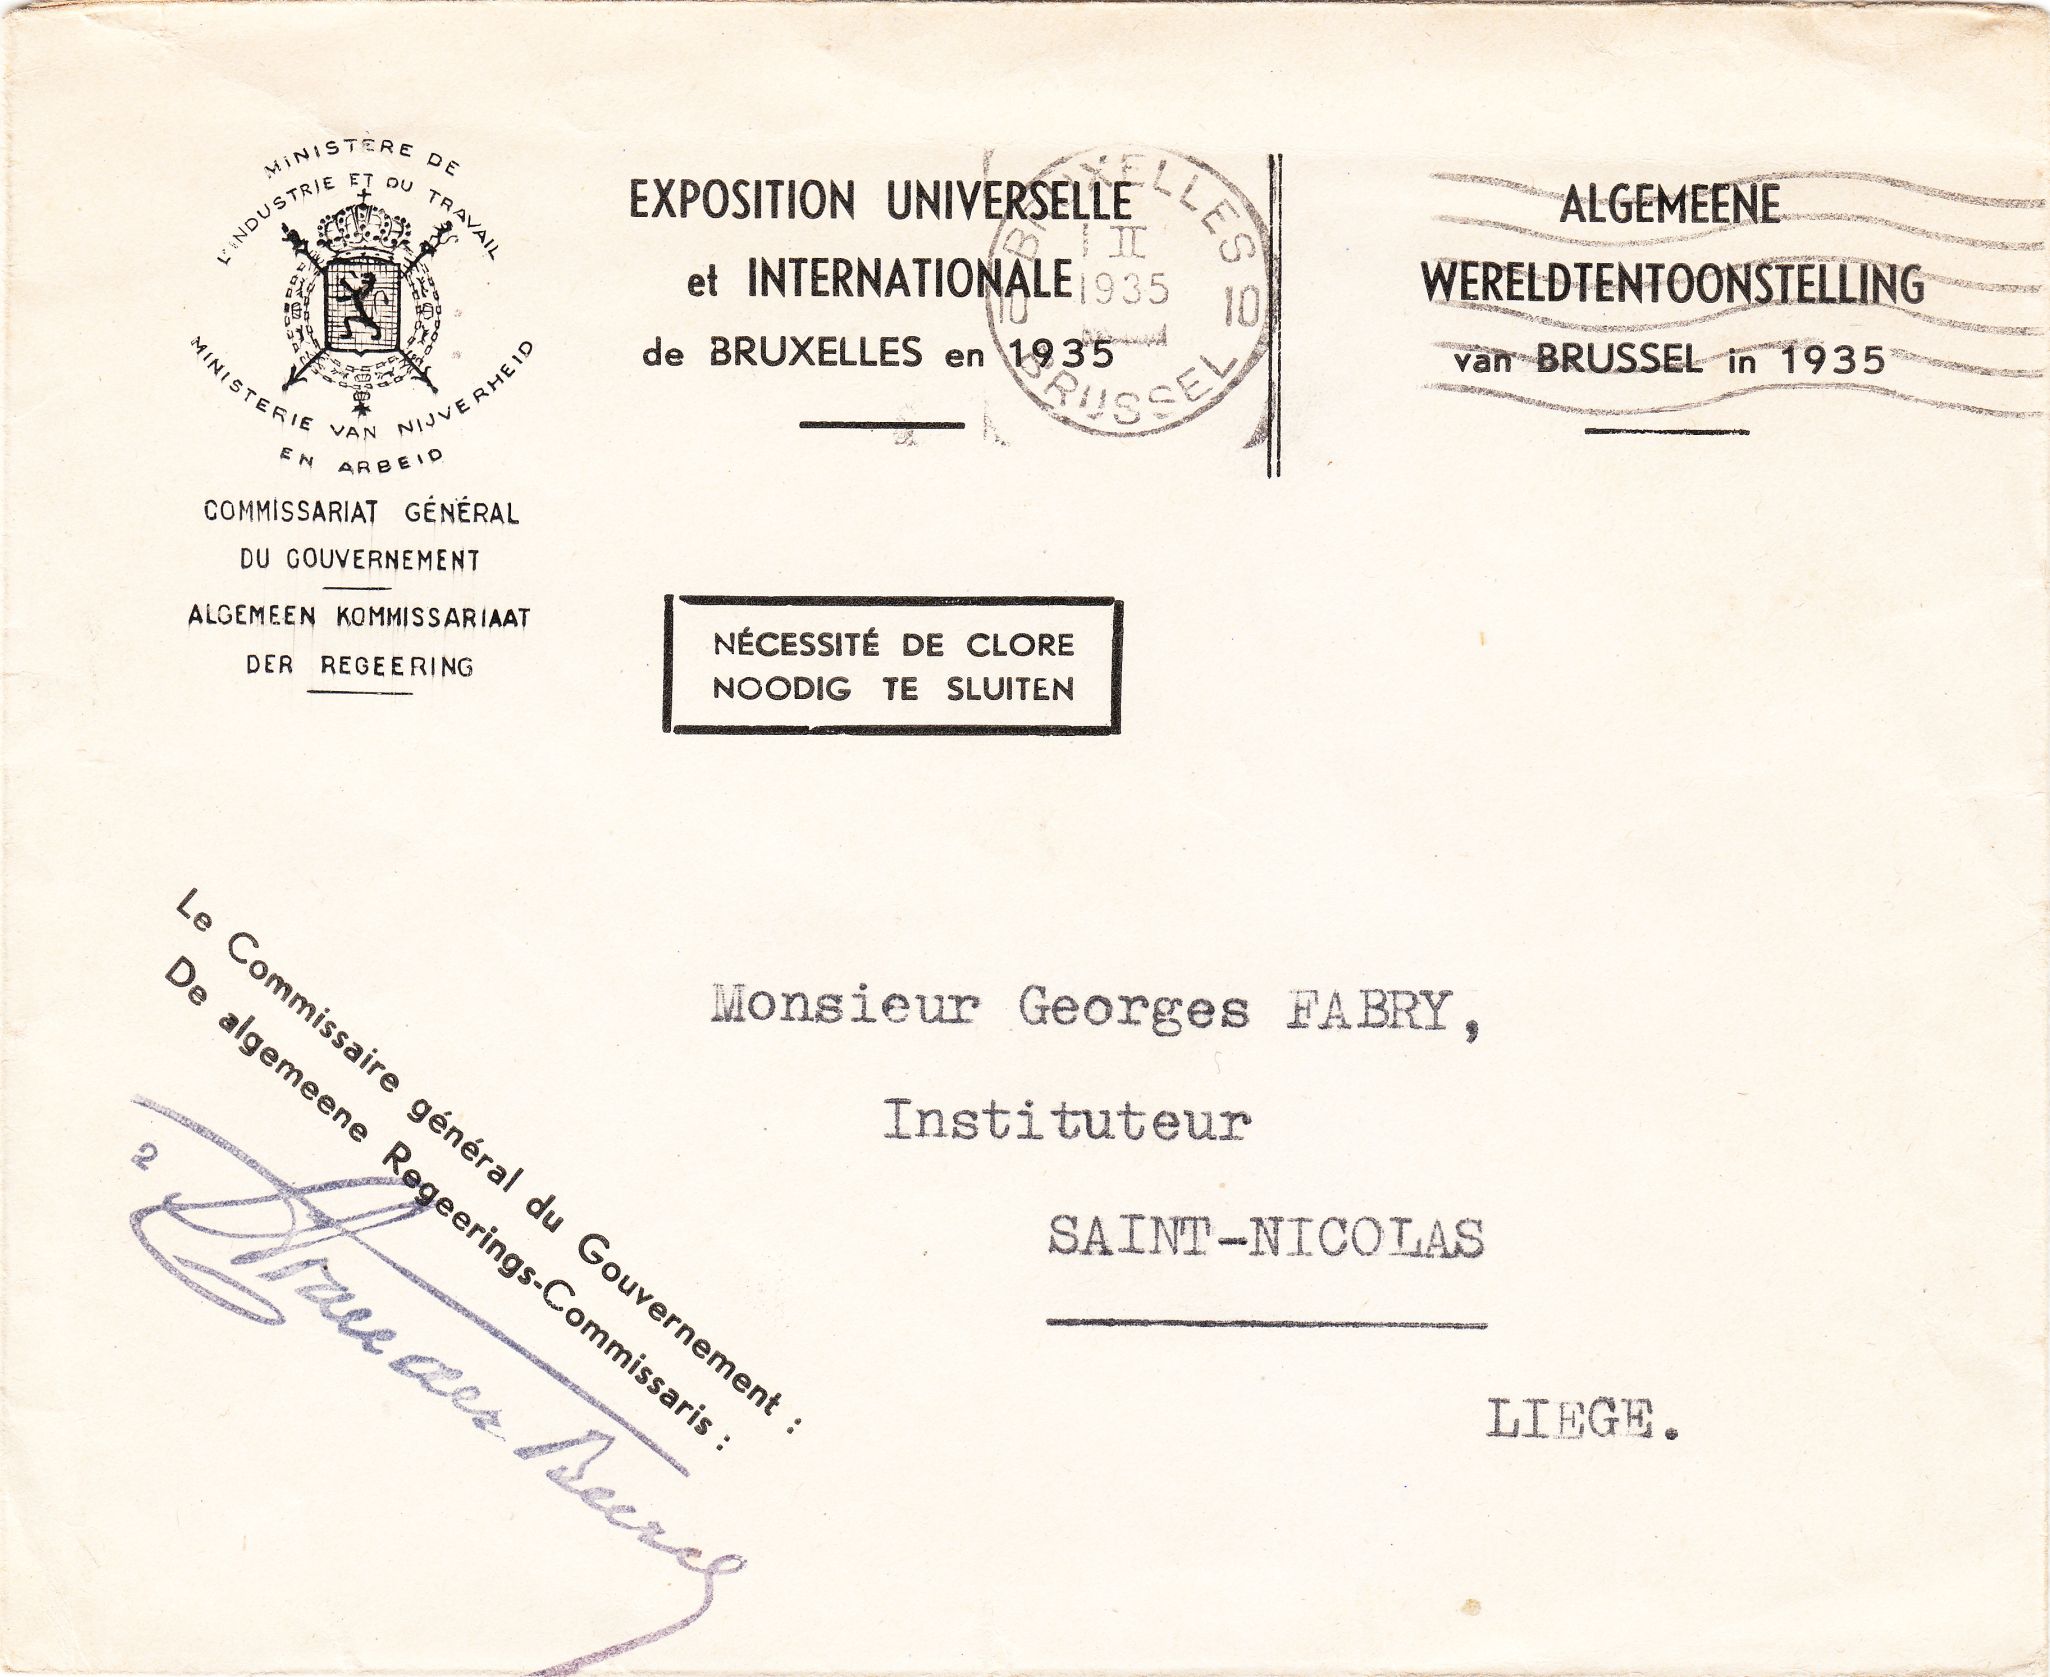 MINISTÈRE DE
L'INDUSTRIE ET DU TRAVAIL
MINISTERIE VAN NIJVERHEID
EN ARBEID
COMMISSARIAT GÉNÉRAL
DU GOUVERNEMENT
ALGEMEEN KOMMISSARIAAT
DER REGEERING
EXPOSITION UNIVERSELLE
et INTERNATIONALE
de BRUXELLES en 1935
BRUXELLES
1 II
1935
10 10
BRUSSEL
ALGEMEENE
WERELDTENTOONSTELLING
van BRUSSEL in 1935
NÉCESSITÉ DE CLORE
NOODIG TE SLUITEN
Le Commissaire général du Gouvernement :
De algemeene Regeerings-Commissaris :
2
Monsieur Georges FABRY,
Instituteur
SAINT-NICOLAS
LIEGE.